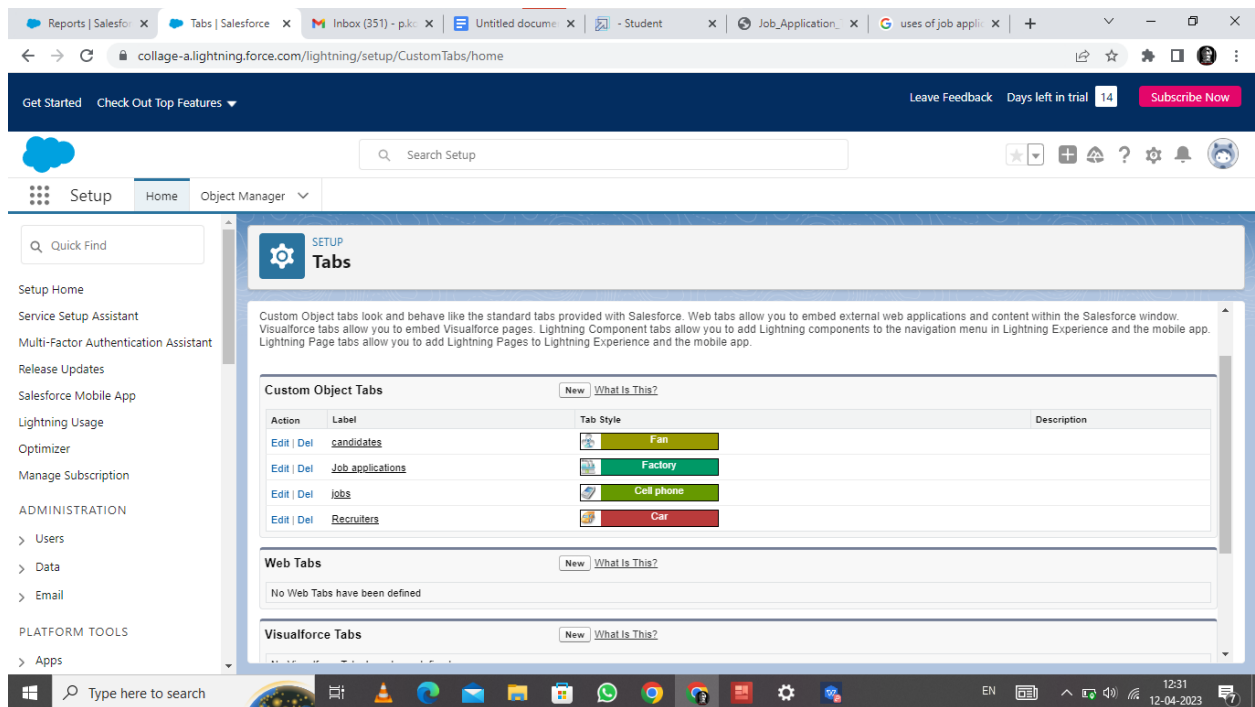 Reports | Salesfor
Tabs | Salesforce
Inbox (351) - p.ko
Untitled documen
- Student
Job_Application_
uses of job applic
collage-a.lightning.force.com/lightning/setup/CustomTabs/home
Get Started Check Out Top Features
Leave Feedback Days left in trial 14 Subscribe Now
Search Setup
Setup Home Object Manager
Quick Find
Setup Home
Service Setup Assistant
Multi-Factor Authentication Assistant
Release Updates
Salesforce Mobile App
Lightning Usage
Optimizer
Manage Subscription
ADMINISTRATION
Users
Data
Email
PLATFORM TOOLS
Apps
SETUP
Tabs
Custom Object tabs look and behave like the standard tabs provided with Salesforce. Web tabs allow you to embed external web applications and content within the Salesforce window.
Visualforce tabs allow you to embed Visualforce pages. Lightning Component tabs allow you to add Lightning components to the navigation menu in Lightning Experience and the mobile app.
Lightning Page tabs allow you to add Lightning Pages to Lightning Experience and the mobile app.
Custom Object Tabs New What Is This?
Action Label Tab Style Description
Edit | Del candidates Fan
Edit | Del Job applications Factory
Edit | Del jobs Cell phone
Edit | Del Recruiters Car
Web Tabs New What Is This?
No Web Tabs have been defined
Visualforce Tabs New What Is This?
Type here to search
EN
12:31
12-04-2023
7